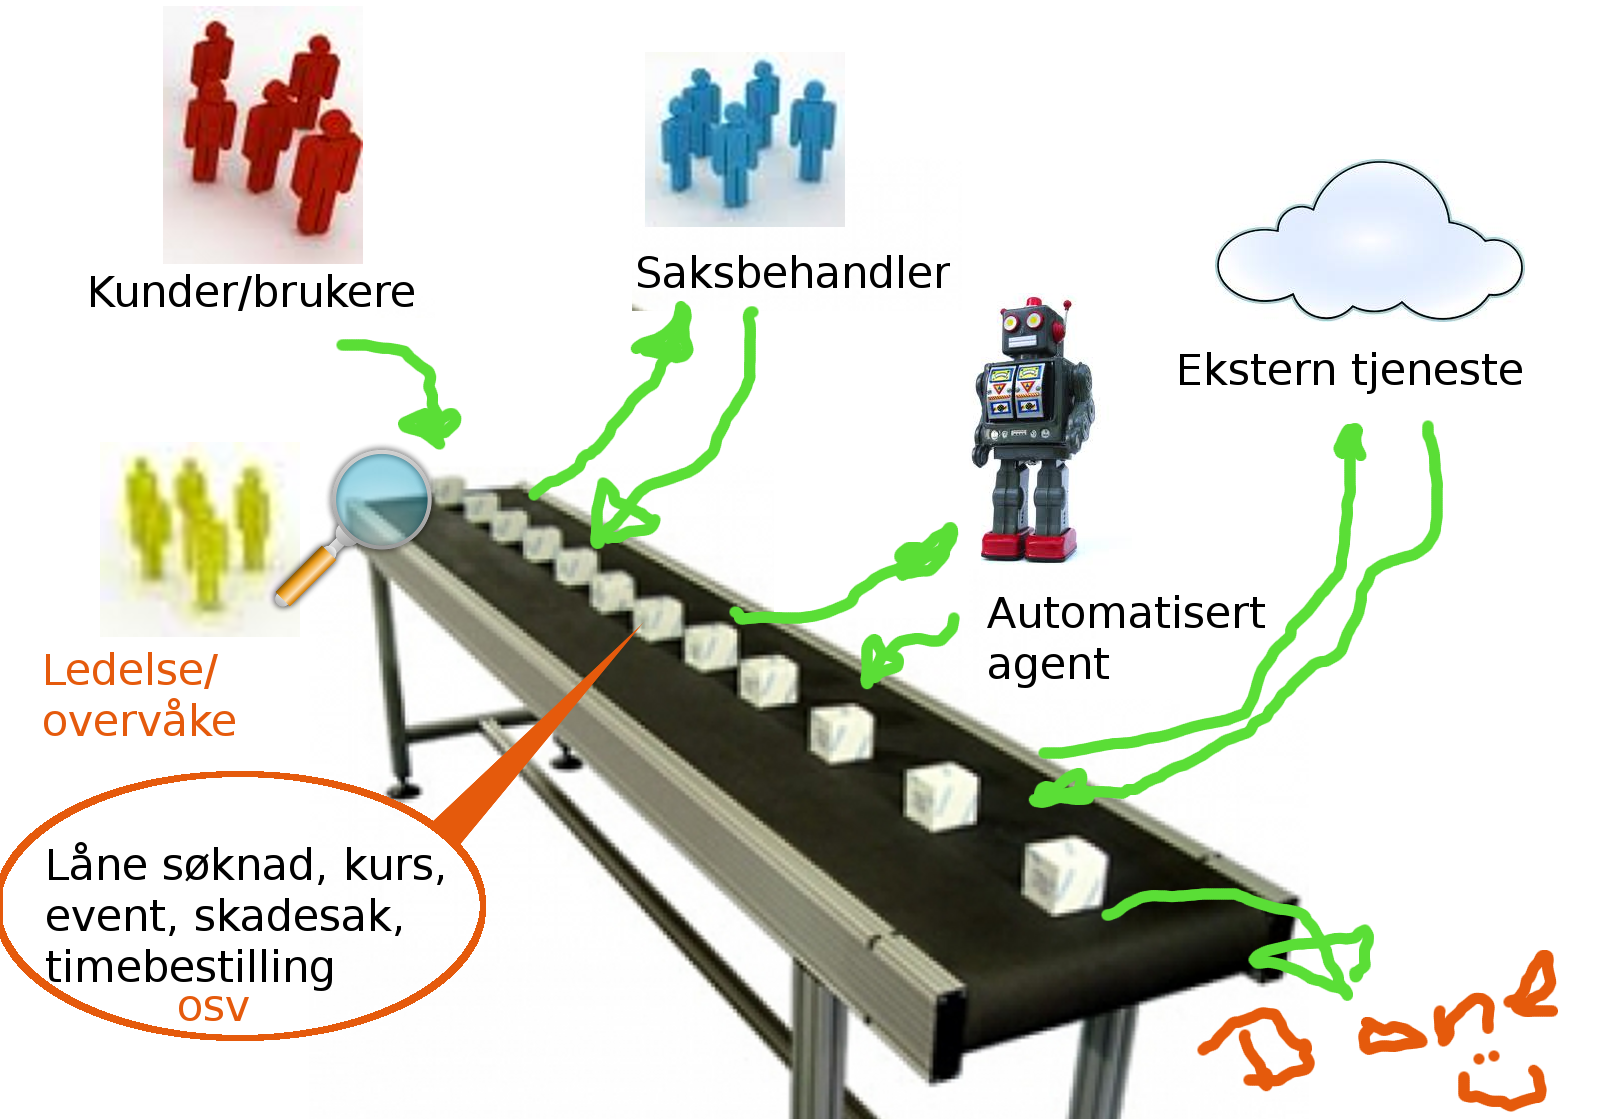 Kunder/brukere
Saksbehandler
Ekstern tjeneste
Automatisert
agent
Ledelse/
overvåke
Låne søknad, kurs,
event, skadesak,
timebestilling
osv
Done